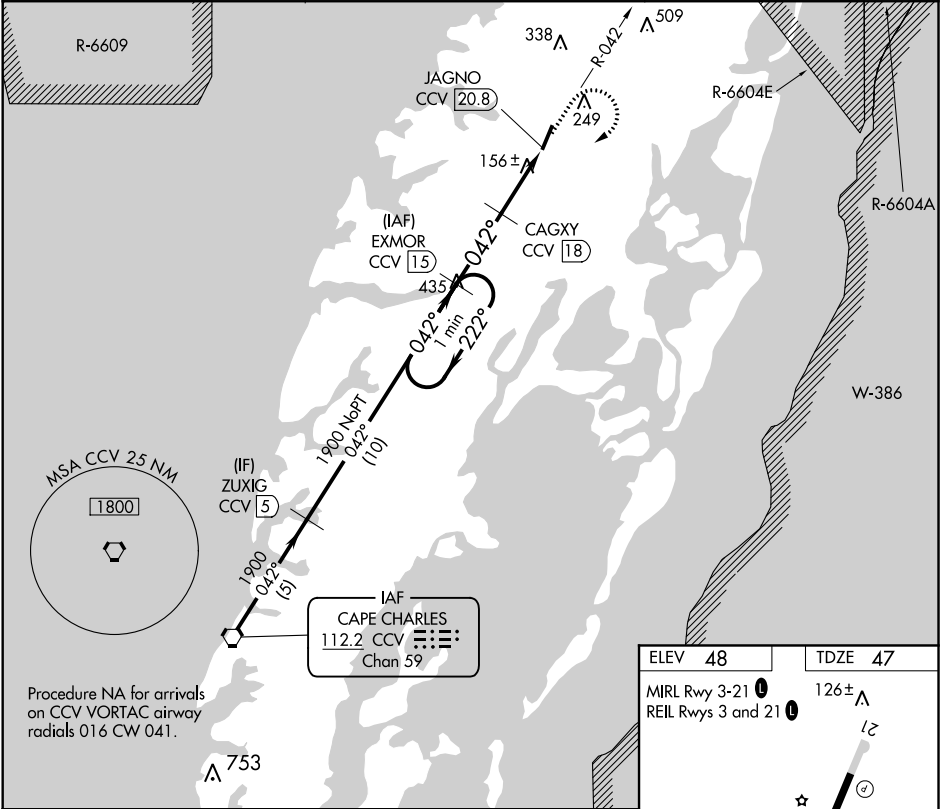 R-6609
338
509
R-042
JAGNO
CCV 20.8
249
R-6604E
R-6604A
156±
(IAF)
EXMOR
CCV 15
CAGXY
CCV 18
042°
435
042°
1 min
222°
1900 NoPT
042°
(10)
W-386
MSA CCV 25 NM
1800
(IF)
ZUXIG
CCV 5
1900
042°
(5)
IAF
CAPE CHARLES
112.2 CCV
Chan 59
Procedure NA for arrivals
on CCV VORTAC airway
radials 016 CW 041.
753
ELEV 48
TDZE 47
MIRL Rwy 3-21 L
REIL Rwys 3 and 21 L
126±
21
P